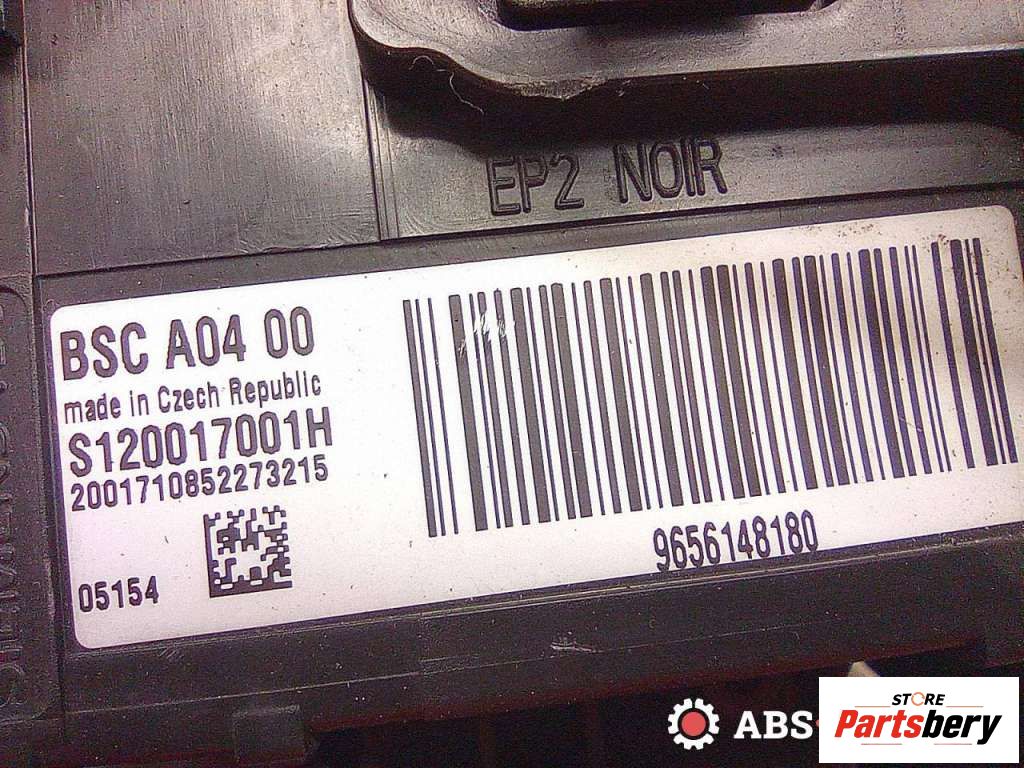 EP2 NOIR
BSC A04 00
made in Czech Republic
S120017001H
2001710852273215
05154
9656148180
ABS-
STORE
Partsbery